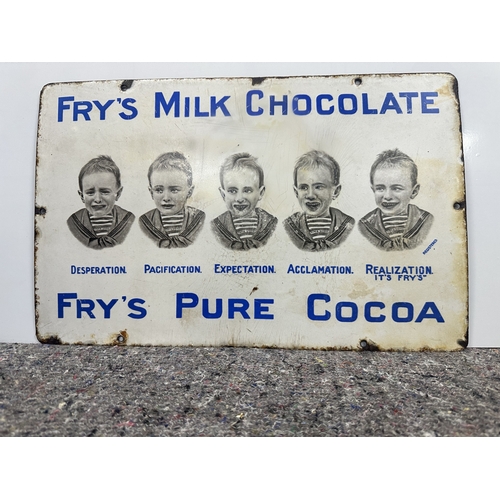 FRY'S MILK CHOCOLATE
DESPERATION. PACIFICATION. EXPECTATION. ACCLAMATION. REALIZATION.
IT'S FRY'S"
FRY'S PURE COCOA